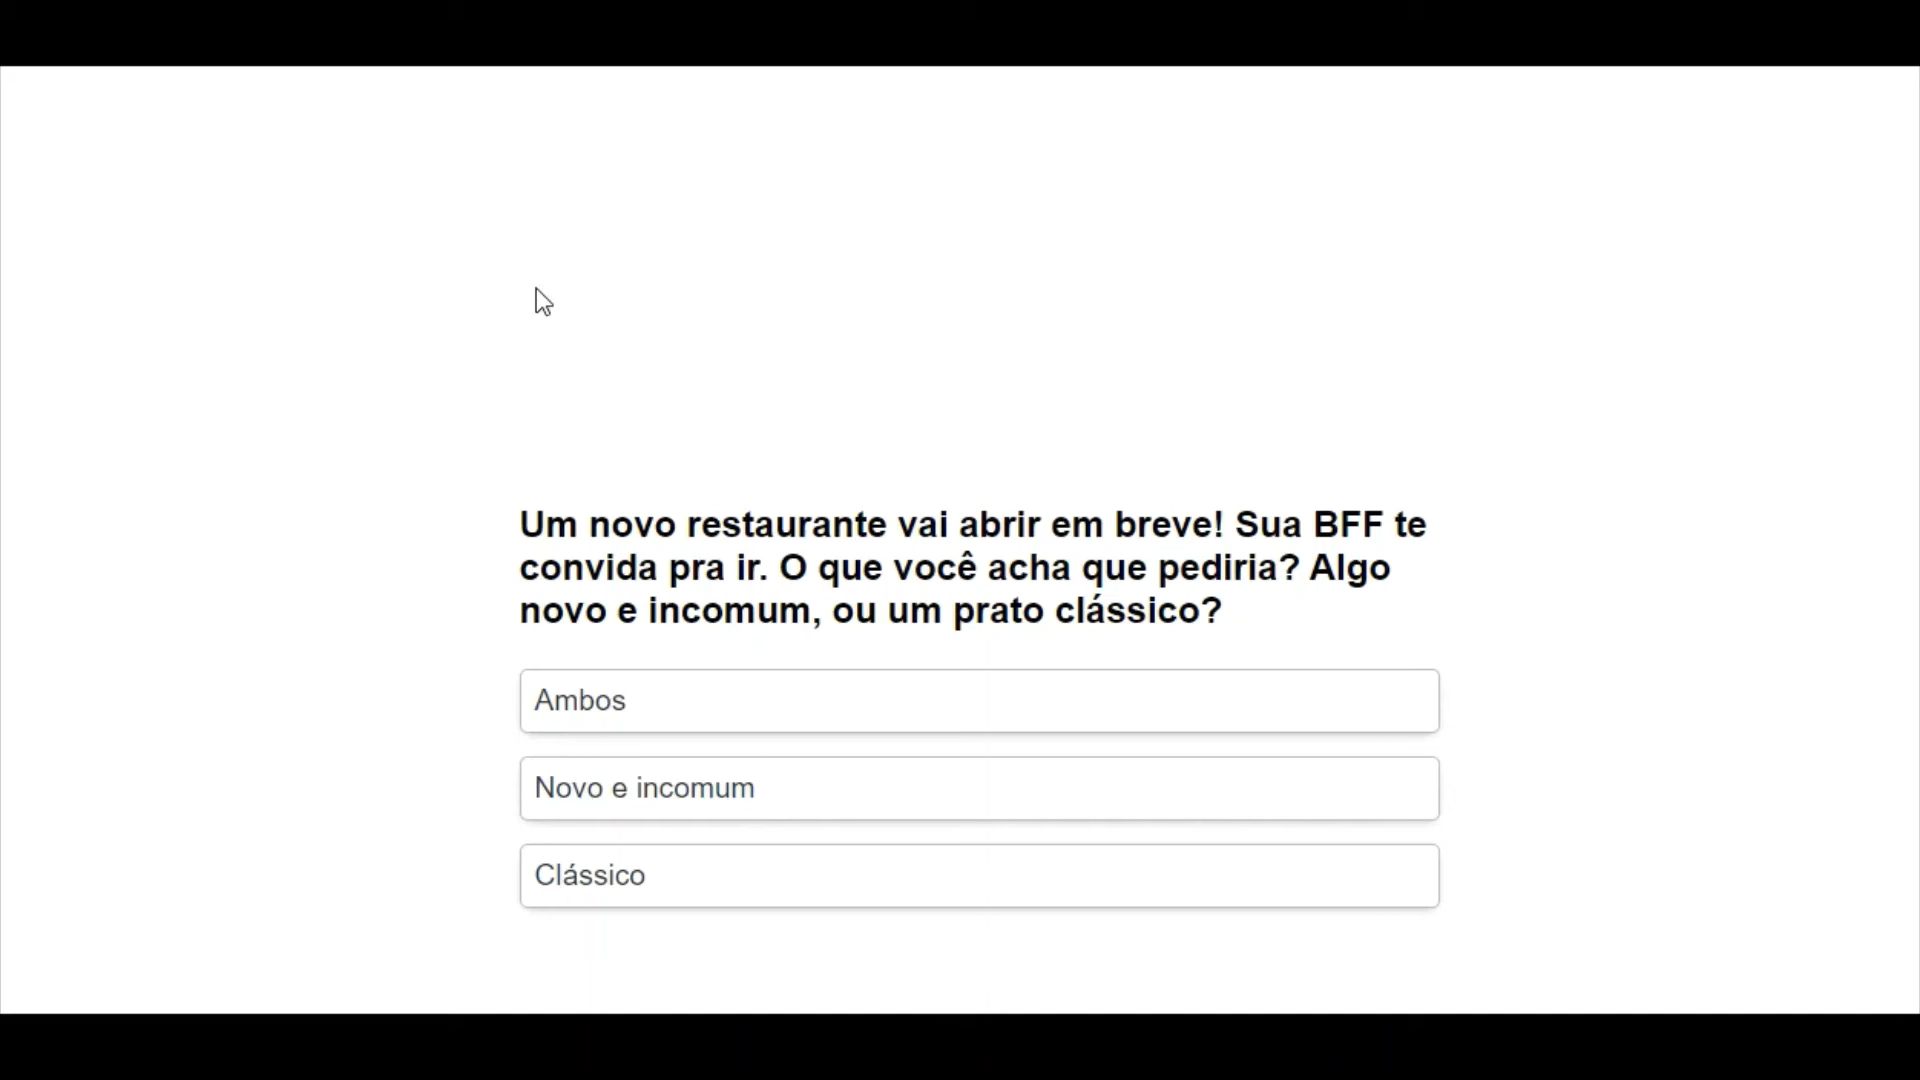 Um novo restaurante vai abrir em breve! Sua BFF te
convida pra ir. O que você acha que pediria? Algo
novo e incomum, ou um prato clássico?
Ambos
Novo e incomum
Clássico